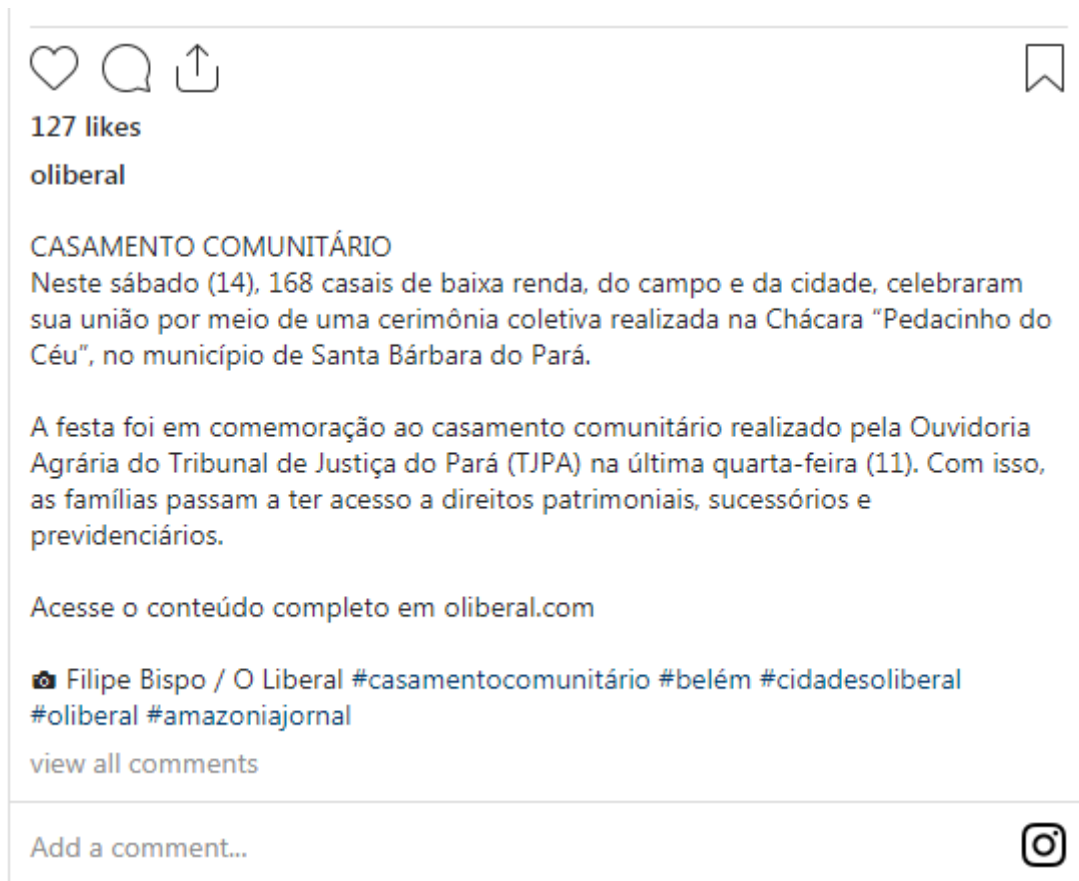 127 likes
oliberal
CASAMENTO COMUNITÁRIO
Neste sábado (14), 168 casais de baixa renda, do campo e da cidade, celebraram
sua união por meio de uma cerimônia coletiva realizada na Chácara “Pedacinho do
Céu”, no município de Santa Bárbara do Pará.
A festa foi em comemoração ao casamento comunitário realizado pela Ouvidoria
Agrária do Tribunal de Justiça do Pará (TJPA) na última quarta-feira (11). Com isso,
as famílias passam a ter acesso a direitos patrimoniais, sucessórios e
previdenciários.
Acesse o conteúdo completo em oliberal.com
📷 Filipe Bispo / O Liberal #casamentocomunitário #belém #cidadesoliberal
#oliberal #amazoniajornal
view all comments
Add a comment...